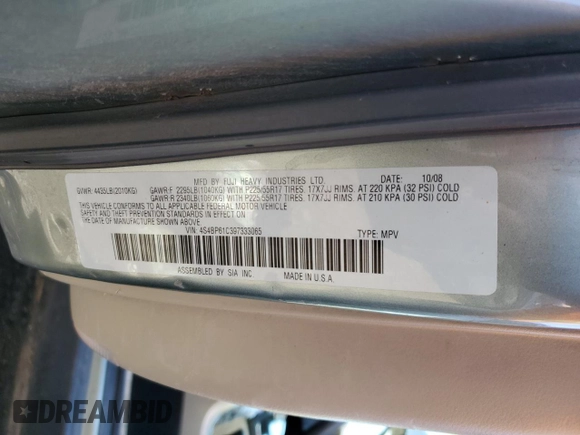 MFD BY FUJI HEAVY INDUSTRIES LTD. DATE: 10/08
GVWR: 4435LB(2010KG) GAWR:F 2295LB(1040KG) WITH P225/55R17 TIRES. 17X7JJ RIMS. AT 220 KPA (32 PSI) COLD
GAWR:R 2340LB(1060KG) WITH P225/55R17 TIRES. 17X7JJ RIMS. AT 210 KPA (30 PSI) COLD
THIS VEHICLE CONFORMS TO ALL APPLICABLE FEDERAL MOTOR VEHICLE
SAFETY AND THEFT PREVENTION STANDARDS IN EFFECT ON
THE DATE OF MANUFACTURE SHOWN ABOVE.
VIN: 4S4BP61C397333065 TYPE: MPV
ASSEMBLED BY SIA INC. MADE IN U.S.A.
DREAMBID